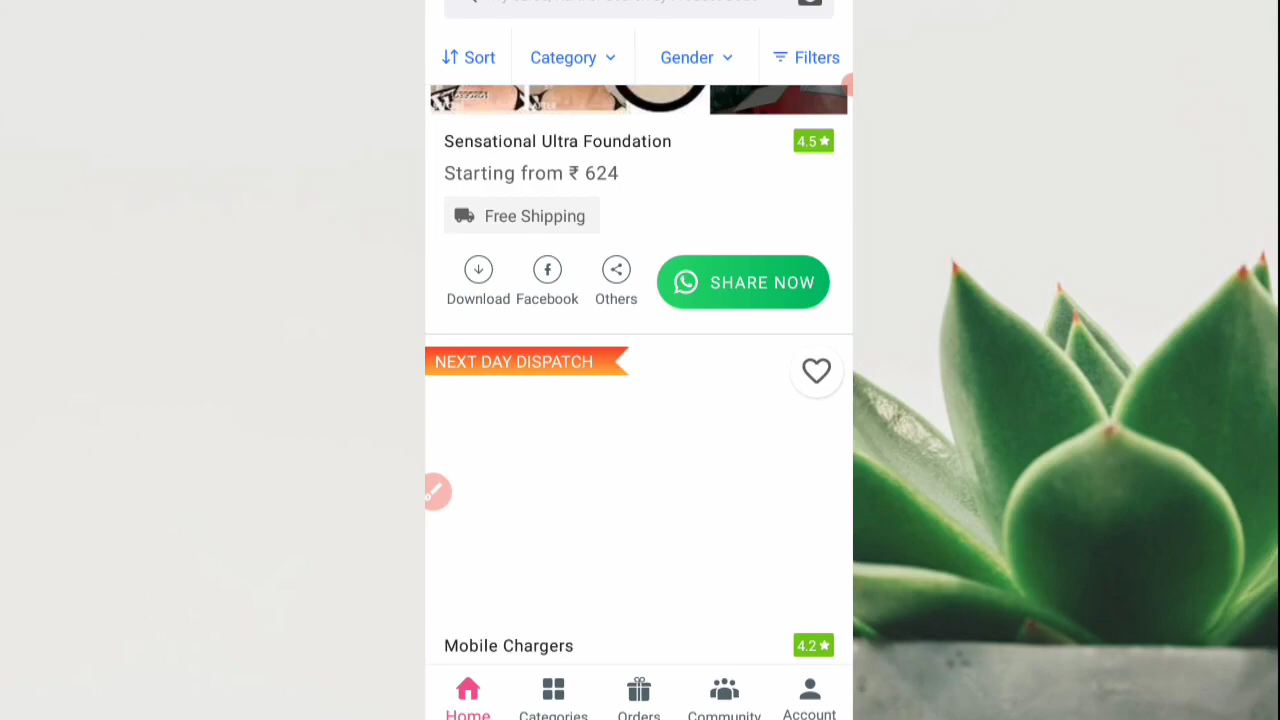 Sort
Category
Gender
Filters
Sensational Ultra Foundation
4.5
Starting from ₹ 624
Free Shipping
Download
Facebook
Others
SHARE NOW
NEXT DAY DISPATCH
Mobile Chargers
4.2
Home
Categories
Orders
Community
Account